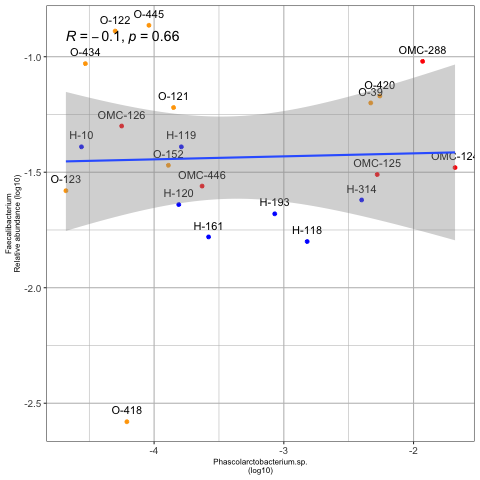 O-445
O-122
R = −0.1, p = 0.66
O-434
OMC-288
-1.0
O-420
O-39
O-121
OMC-126
H-10
H-119
O-152
OMC-124
OMC-125
-1.5
O-123
OMC-446
H-120
H-314
H-193
H-161
H-118
-2.0
-2.5
O-418
-4
-3
-2
Faecalibacterium
Relative abundance (log10)
Phascolarctobacterium.sp.
(log10)